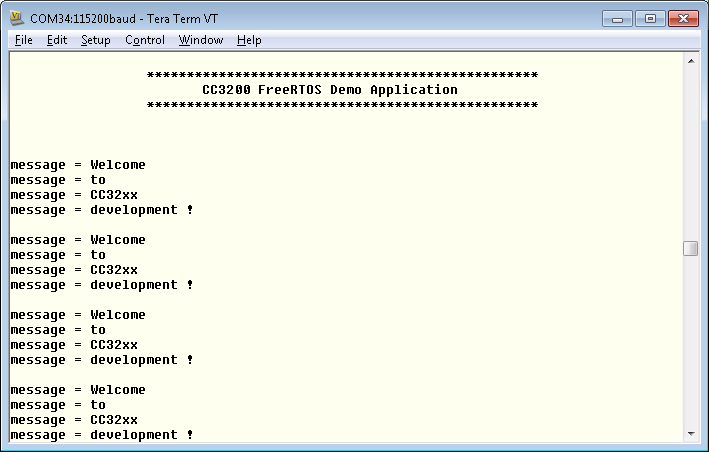 COM34:115200baud - Tera Term VT
File Edit Setup Control Window Help
*************************************************
CC3200 FreeRTOS Demo Application
*************************************************
message = Welcome
message = to
message = CC32xx
message = development !
message = Welcome
message = to
message = CC32xx
message = development !
message = Welcome
message = to
message = CC32xx
message = development !
message = Welcome
message = to
message = CC32xx
message = development !